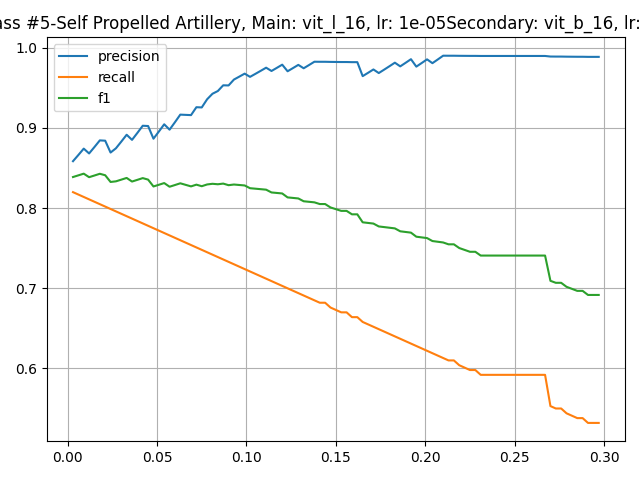 ass #5-Self Propelled Artillery, Main: vit_l_16, lr: 1e-05Secondary: vit_b_16, lr:
precision
recall
f1
1.0
0.9
0.8
0.7
0.6
0.00 0.05 0.10 0.15 0.20 0.25 0.30